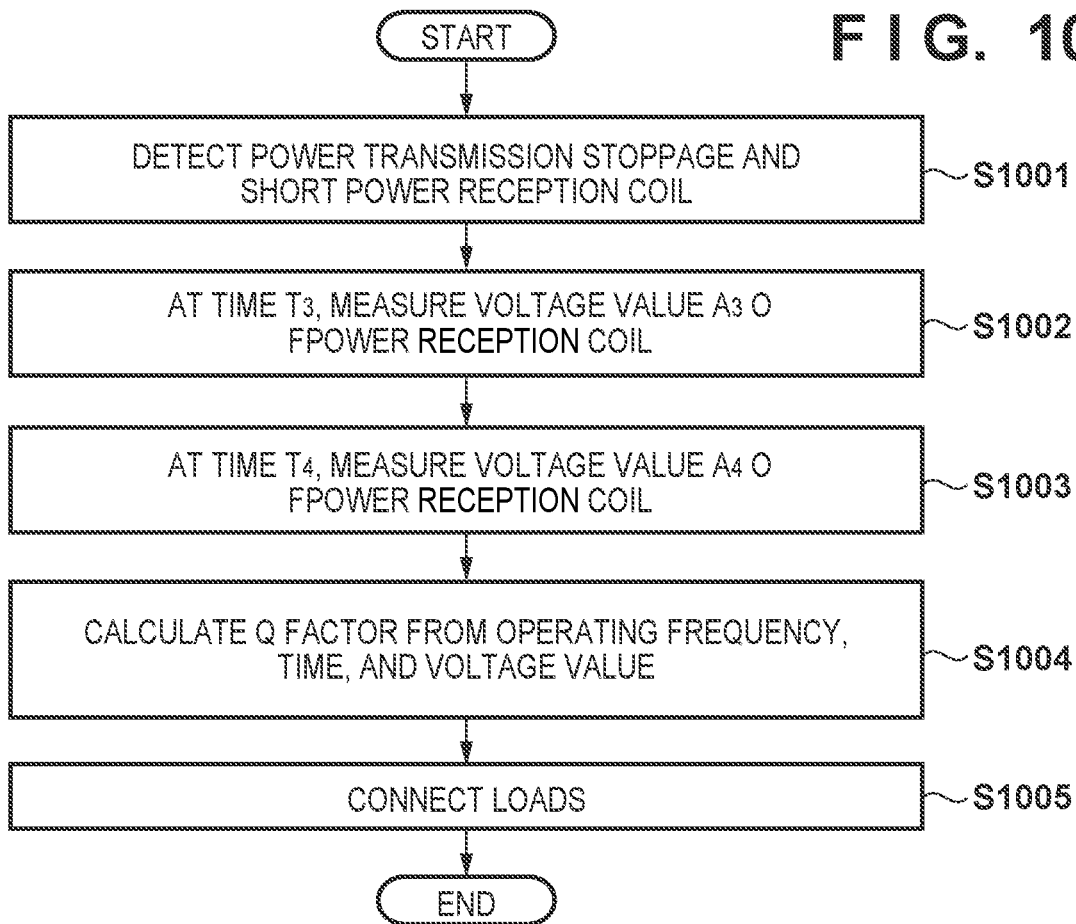 START
F I G. 10
DETECT POWER TRANSMISSION STOPPAGE AND
SHORT POWER RECEPTION COIL
S1001
AT TIME T3, MEASURE VOLTAGE VALUE A3 O
FPOWER RECEPTION COIL
S1002
AT TIME T4, MEASURE VOLTAGE VALUE A4 O
FPOWER RECEPTION COIL
S1003
CALCULATE Q FACTOR FROM OPERATING FREQUENCY,
TIME, AND VOLTAGE VALUE
S1004
CONNECT LOADS
S1005
END